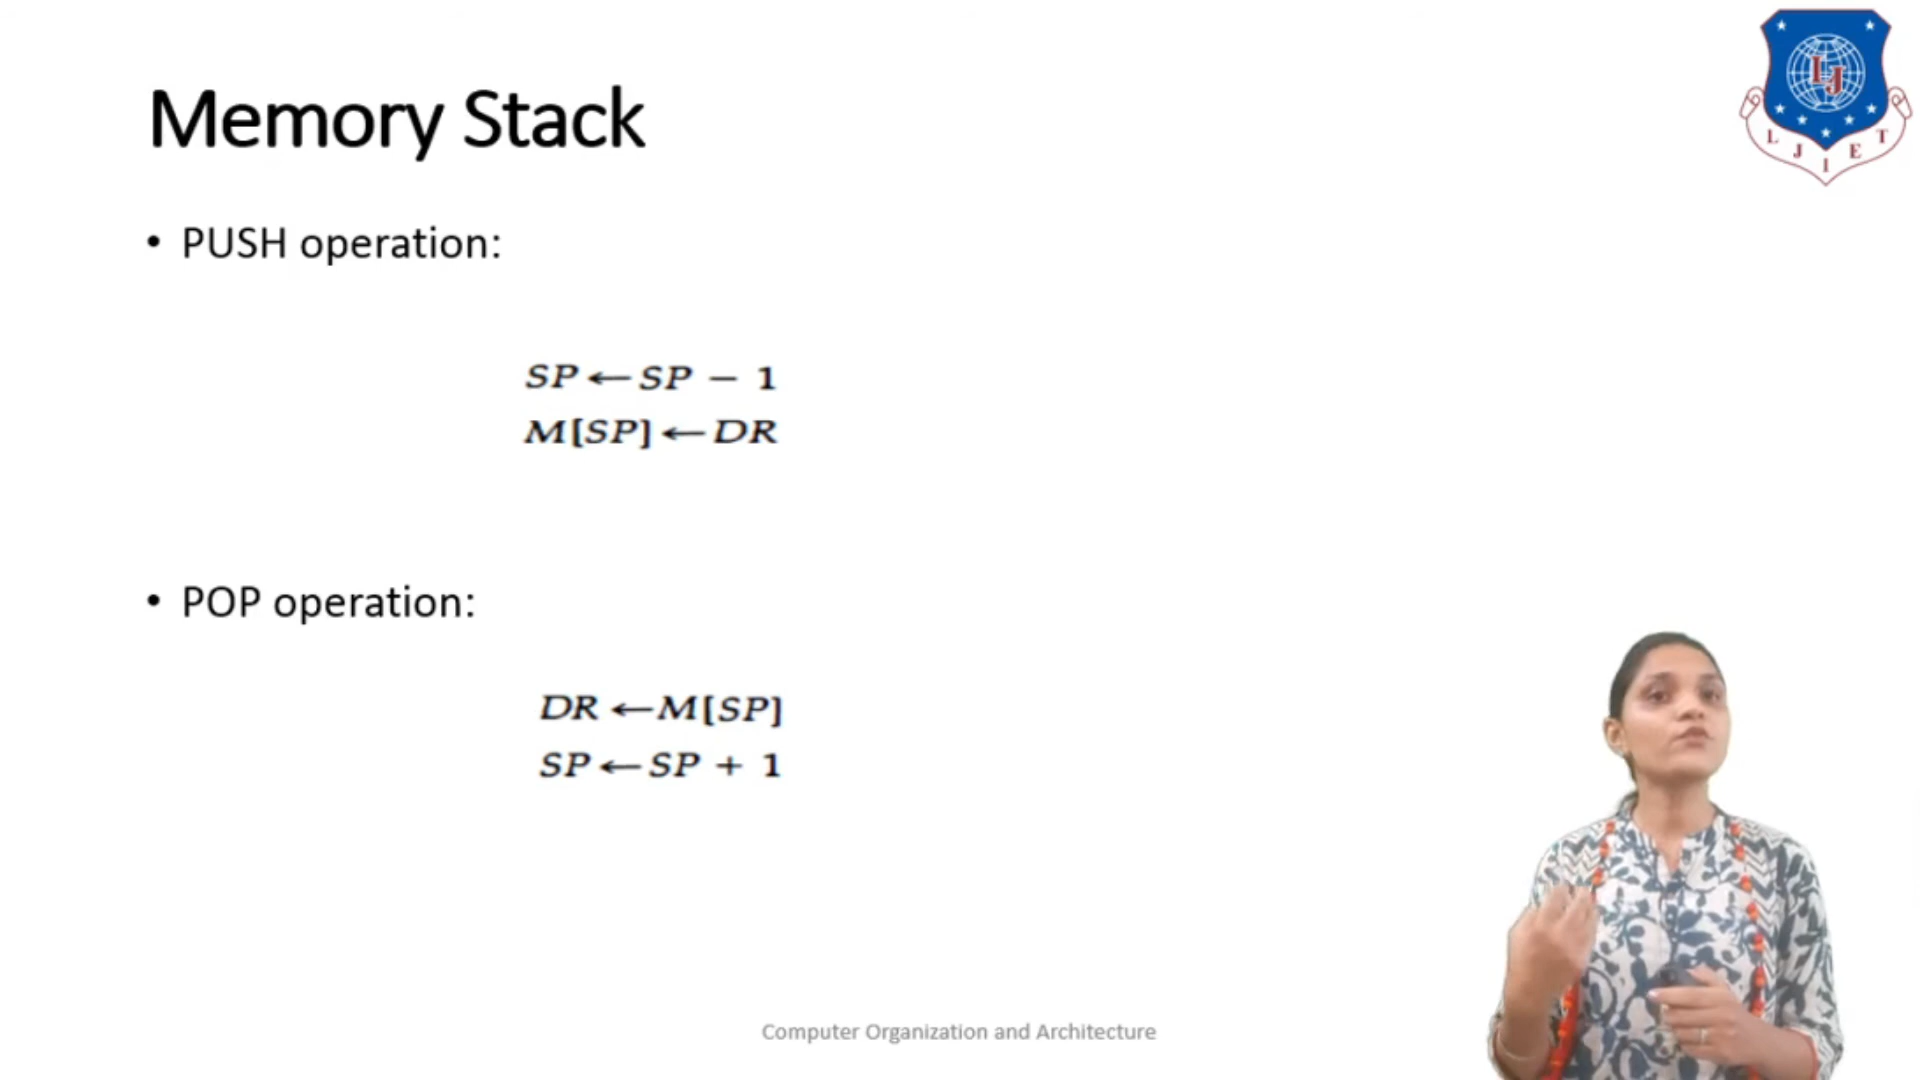 Memory Stack
• PUSH operation:
SP ← SP − 1
M[SP] ← DR
• POP operation:
DR ← M[SP]
SP ← SP + 1
Computer Organization and Architecture
LJ
L J I E T